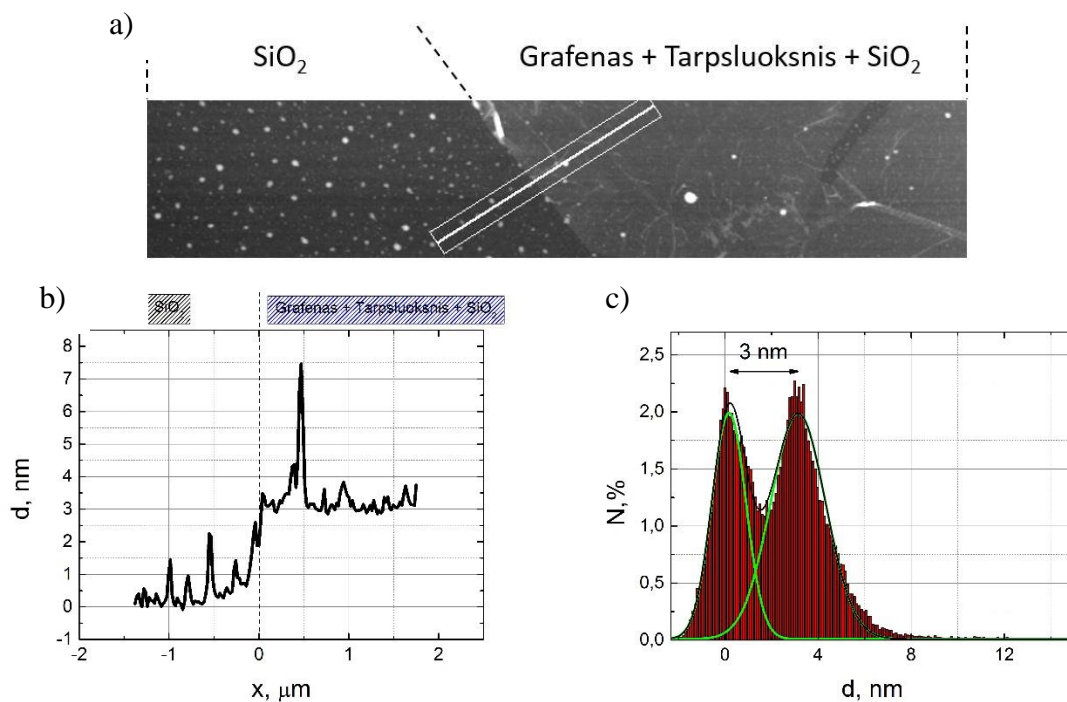 a)
SiO₂ Grafenas + Tarpsluoksnis + SiO₂
b)
SiO₂ Grafenas + Tarpsluoksnis + SiO₂
8
7
6
5
4
3
2
1
0
-1
d, nm
-2 -1 0 1 2
x, μm
c)
3 nm
2,5
2,0
1,5
1,0
0,5
0,0
N,%
0 4 8 12
d, nm